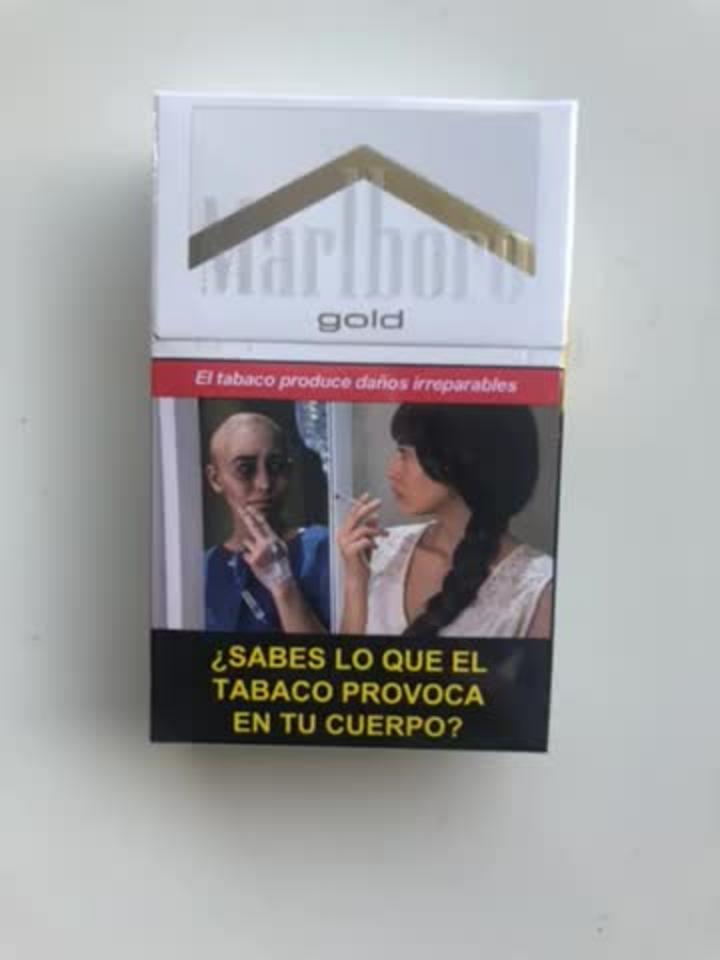 Marlboro
gold
El tabaco produce daños irreparables
¿SABES LO QUE EL
TABACO PROVOCA
EN TU CUERPO?